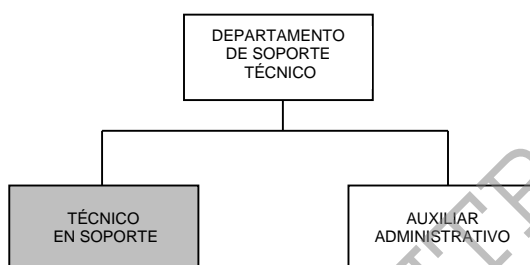 DEPARTAMENTO
DE SOPORTE
TÉCNICO
TÉCNICO
EN SOPORTE
AUXILIAR
ADMINISTRATIVO